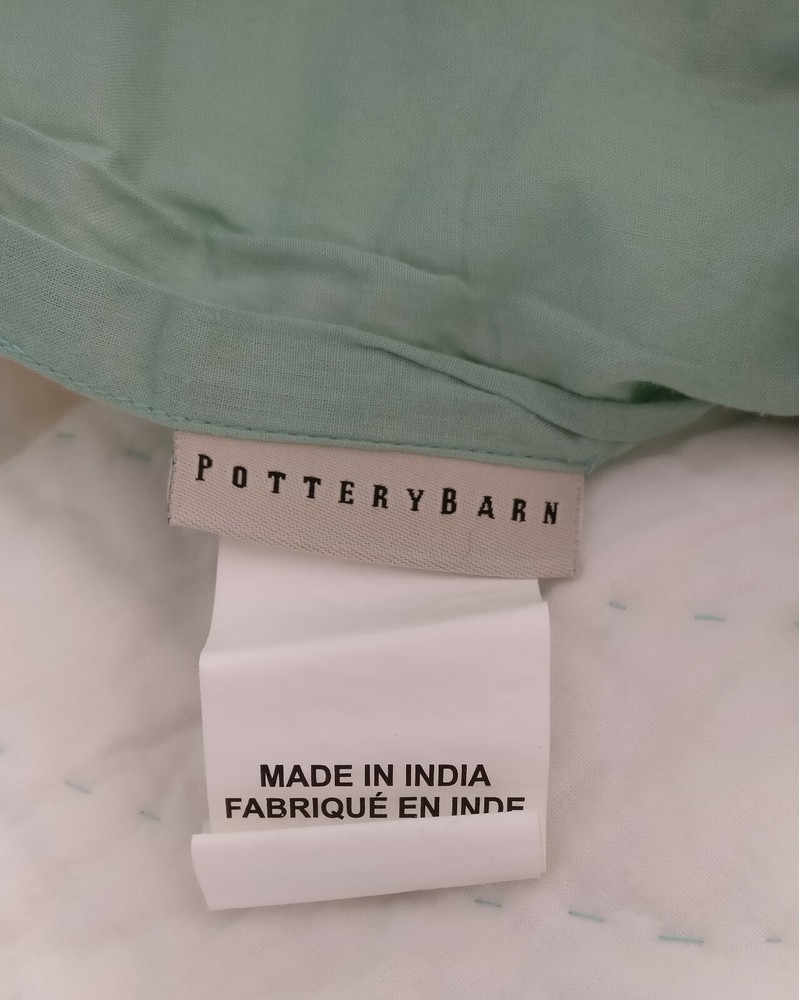 POTTERYBARN
MADE IN INDIA
FABRIQUÉ EN INDE